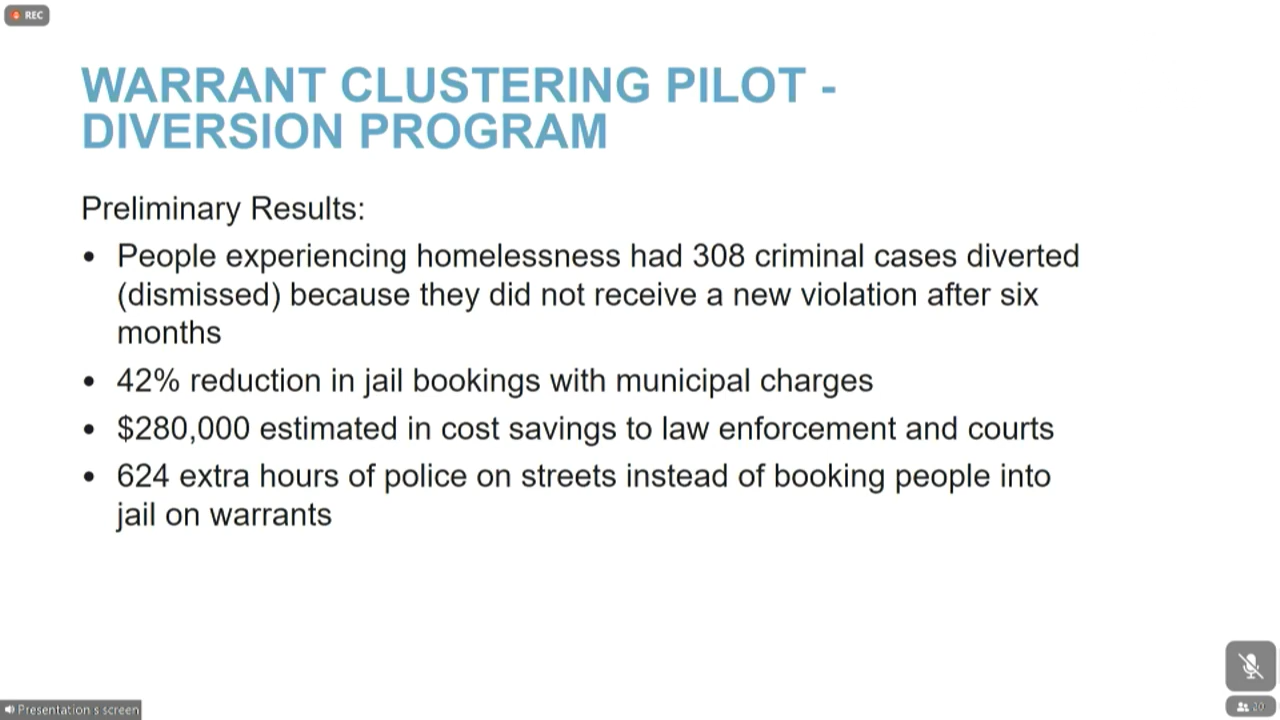 REC
WARRANT CLUSTERING PILOT -
DIVERSION PROGRAM
Preliminary Results:
• People experiencing homelessness had 308 criminal cases diverted
(dismissed) because they did not receive a new violation after six
months
• 42% reduction in jail bookings with municipal charges
• $280,000 estimated in cost savings to law enforcement and courts
• 624 extra hours of police on streets instead of booking people into
jail on warrants
Presentation s screen
20